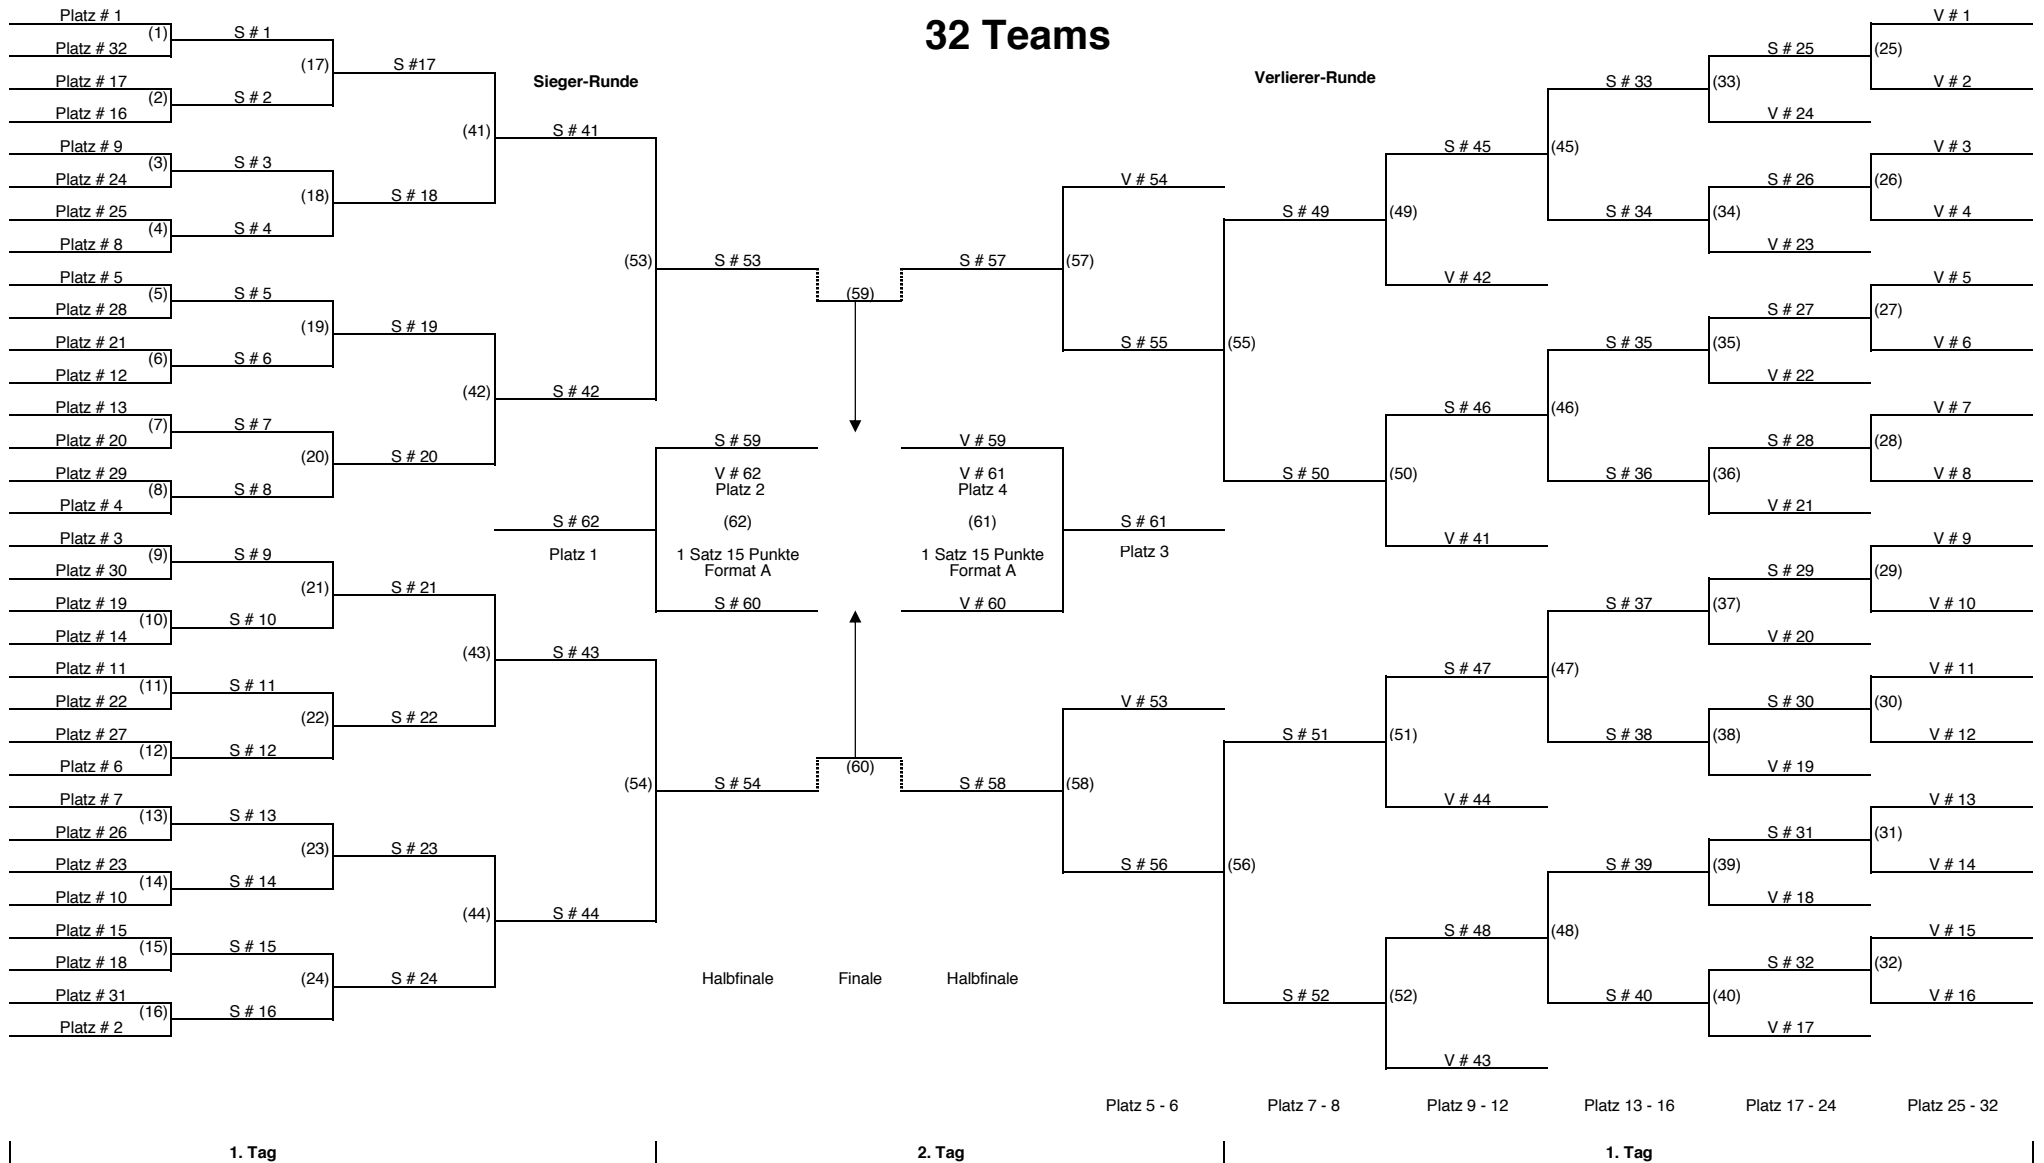 32 Teams
Sieger-Runde
Verlierer-Runde
Platz # 1
(1)
Platz # 32
Platz # 17
(2)
Platz # 16
Platz # 9
(3)
Platz # 24
Platz # 25
(4)
Platz # 8
Platz # 5
(5)
Platz # 28
Platz # 21
(6)
Platz # 12
Platz # 13
(7)
Platz # 20
Platz # 29
(8)
Platz # 4
Platz # 3
(9)
Platz # 30
Platz # 19
(10)
Platz # 14
Platz # 11
(11)
Platz # 22
Platz # 27
(12)
Platz # 6
Platz # 7
(13)
Platz # 26
Platz # 23
(14)
Platz # 10
Platz # 15
(15)
Platz # 18
Platz # 31
(16)
Platz # 2
S # 1
(17)
S # 2
S # 3
(18)
S # 4
S # 5
(19)
S # 6
S # 7
(20)
S # 8
S # 9
(21)
S # 10
S # 11
(22)
S # 12
S # 13
(23)
S # 14
S # 15
(24)
S # 16
S #17
(41)
S # 18
S # 19
(42)
S # 20
S # 21
(43)
S # 22
S # 23
(44)
S # 24
S # 41
(53)
S # 42
S # 62
Platz 1
S # 43
(54)
S # 44
S # 53
S # 59
V # 62
Platz 2
(62)
1 Satz 15 Punkte
Format A
S # 60
S # 54
Halbfinale
(59)
(60)
Finale
S # 57
V # 59
V # 61
Platz 4
(61)
1 Satz 15 Punkte
Format A
V # 60
S # 58
Halbfinale
V # 54
(57)
S # 55
S # 61
Platz 3
V # 53
(58)
S # 56
Platz 5 - 6
S # 49
(55)
S # 50
S # 51
(56)
S # 52
Platz 7 - 8
S # 45
(49)
V # 42
S # 46
(50)
V # 41
S # 47
(51)
V # 44
S # 48
(52)
V # 43
Platz 9 - 12
S # 33
(45)
S # 34
S # 35
(46)
S # 36
S # 37
(47)
S # 38
S # 39
(48)
S # 40
Platz 13 - 16
S # 25
(33)
V # 24
S # 26
(34)
V # 23
S # 27
(35)
V # 22
S # 28
(36)
V # 21
S # 29
(37)
V # 20
S # 30
(38)
V # 19
S # 31
(39)
V # 18
S # 32
(40)
V # 17
Platz 17 - 24
V # 1
(25)
V # 2
V # 3
(26)
V # 4
V # 5
(27)
V # 6
V # 7
(28)
V # 8
V # 9
(29)
V # 10
V # 11
(30)
V # 12
V # 13
(31)
V # 14
V # 15
(32)
V # 16
Platz 25 - 32
1. Tag
2. Tag
1. Tag